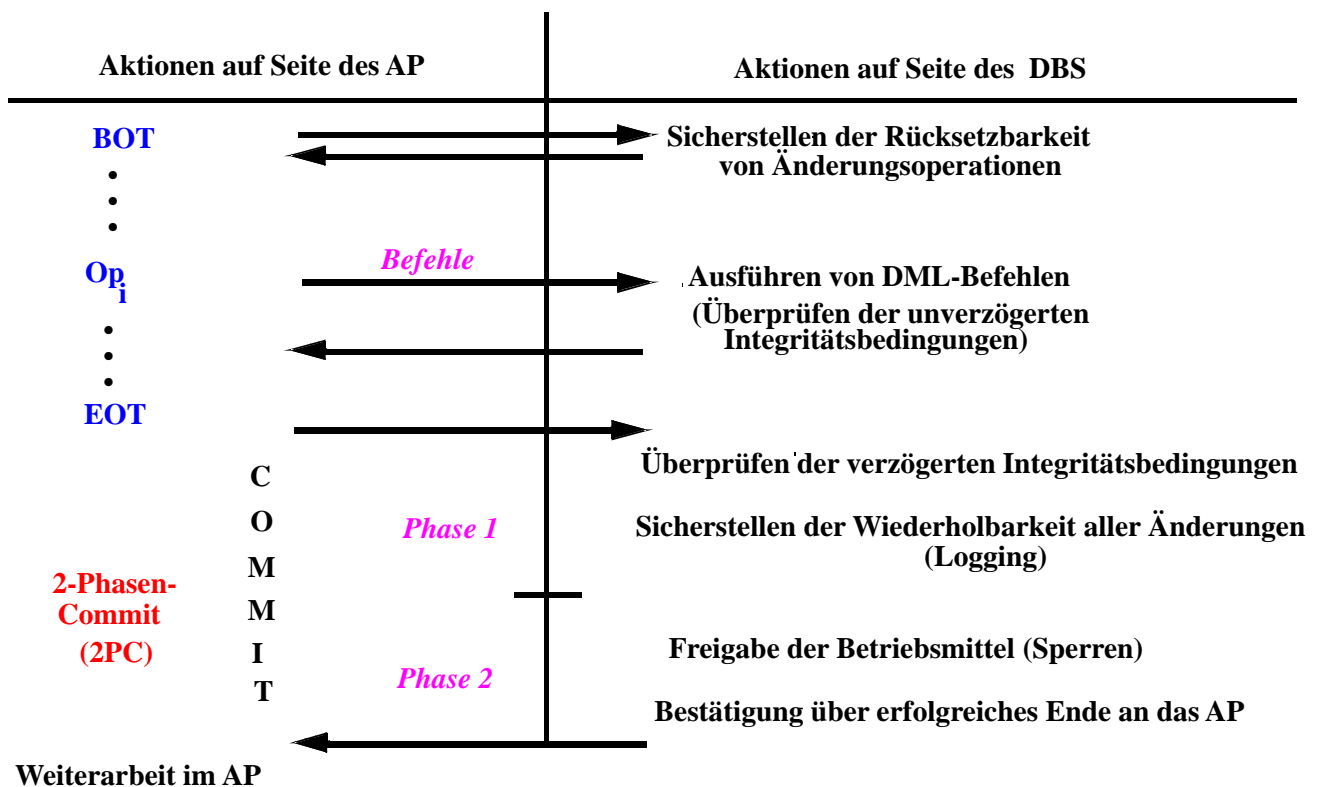 Aktionen auf Seite des AP
Aktionen auf Seite des DBS
BOT
Sicherstellen der Rücksetzbarkeit
von Änderungsoperationen
Befehle
Op i
Ausführen von DML-Befehlen
(Überprüfen der unverzögerten
Integritätsbedingungen)
EOT
Überprüfen der verzögerten Integritätsbedingungen
C
O
M
M
I
T
Phase 1
Sicherstellen der Wiederholbarkeit aller Änderungen
(Logging)
2-Phasen-
Commit
(2PC)
Phase 2
Freigabe der Betriebsmittel (Sperren)
Bestätigung über erfolgreiches Ende an das AP
Weiterarbeit im AP